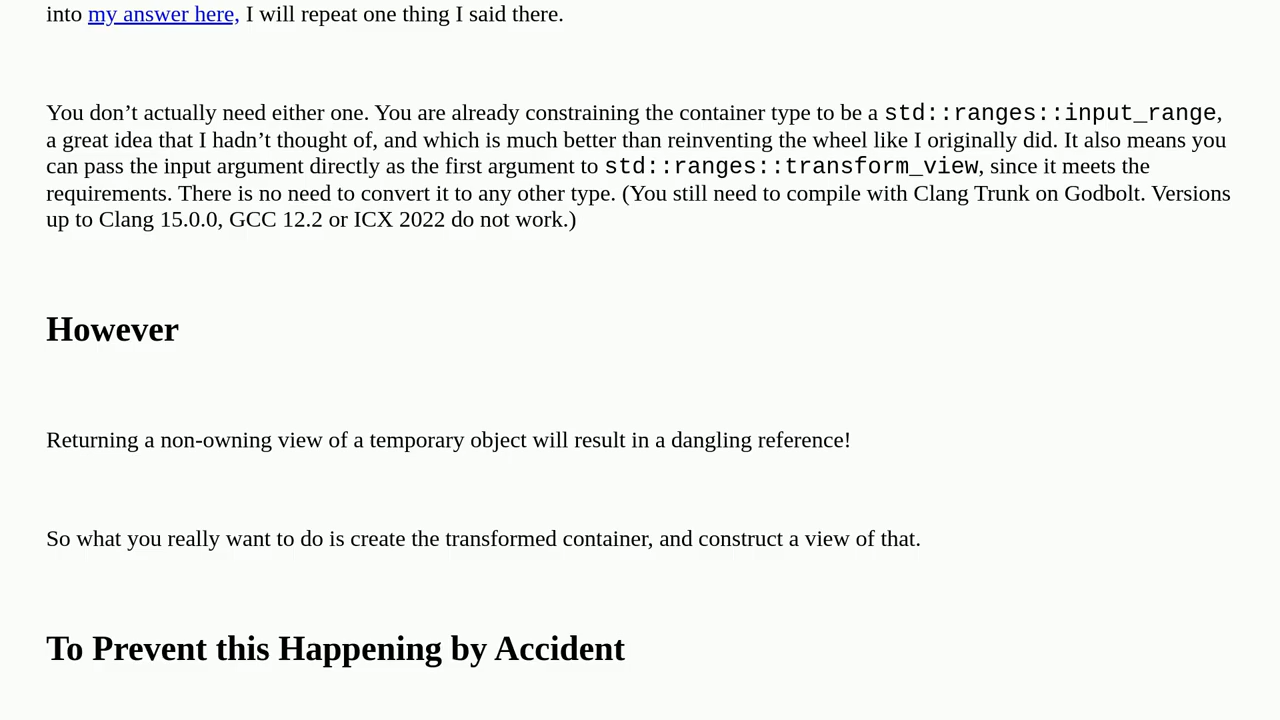 into my answer here, I will repeat one thing I said there.
You don’t actually need either one. You are already constraining the container type to be a std::ranges::input_range,
a great idea that I hadn’t thought of, and which is much better than reinventing the wheel like I originally did. It also means you
can pass the input argument directly as the first argument to std::ranges::transform_view, since it meets the
requirements. There is no need to convert it to any other type. (You still need to compile with Clang Trunk on Godbolt. Versions
up to Clang 15.0.0, GCC 12.2 or ICX 2022 do not work.)
However
Returning a non-owning view of a temporary object will result in a dangling reference!
So what you really want to do is create the transformed container, and construct a view of that.
To Prevent this Happening by Accident